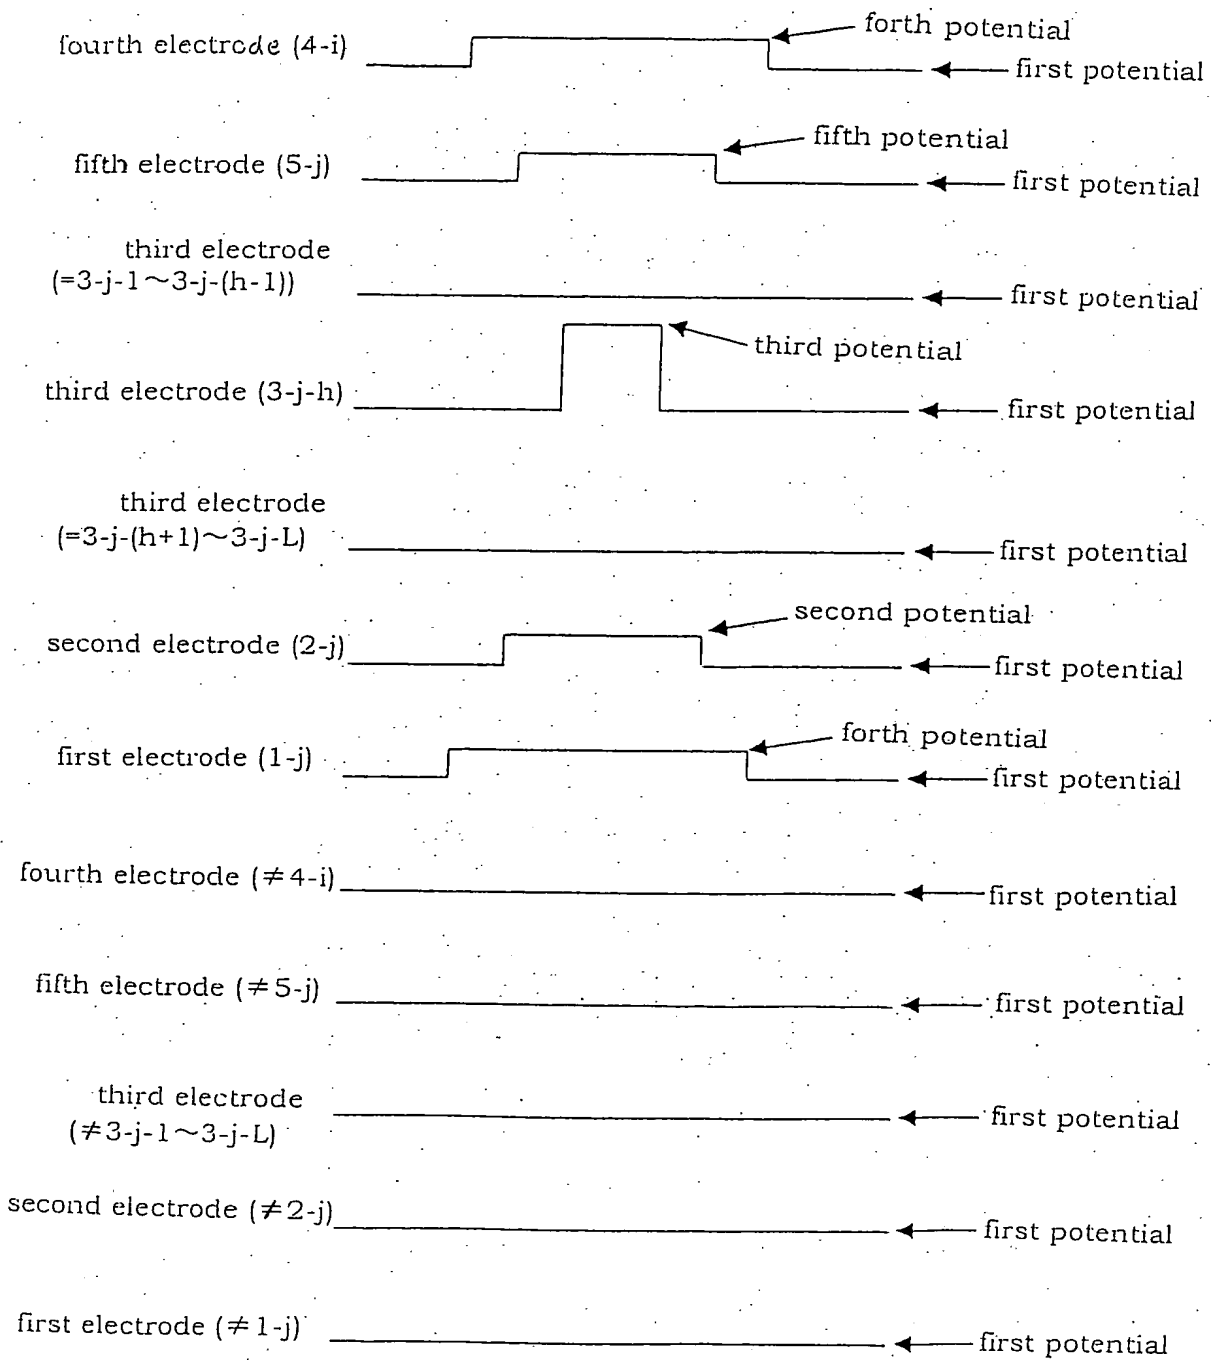 forth potential
fourth electrode (4-i)
first potential
fifth potential
fifth electrode (5-j)
first potential
third electrode
(=3-j-1~3-j-(h-1))
first potential
third potential
third electrode (3-j-h)
first potential
third electrode
(=3-j-(h+1)~3-j-L)
first potential
second potential
second electrode (2-j)
first potential
forth potential
first electrode (1-j)
first potential
fourth electrode (≠4-i)
first potential
fifth electrode (≠5-j)
first potential
third electrode
(≠3-j-1~3-j-L)
first potential
second electrode (≠2-j)
first potential
first electrode (≠1-j)
first potential